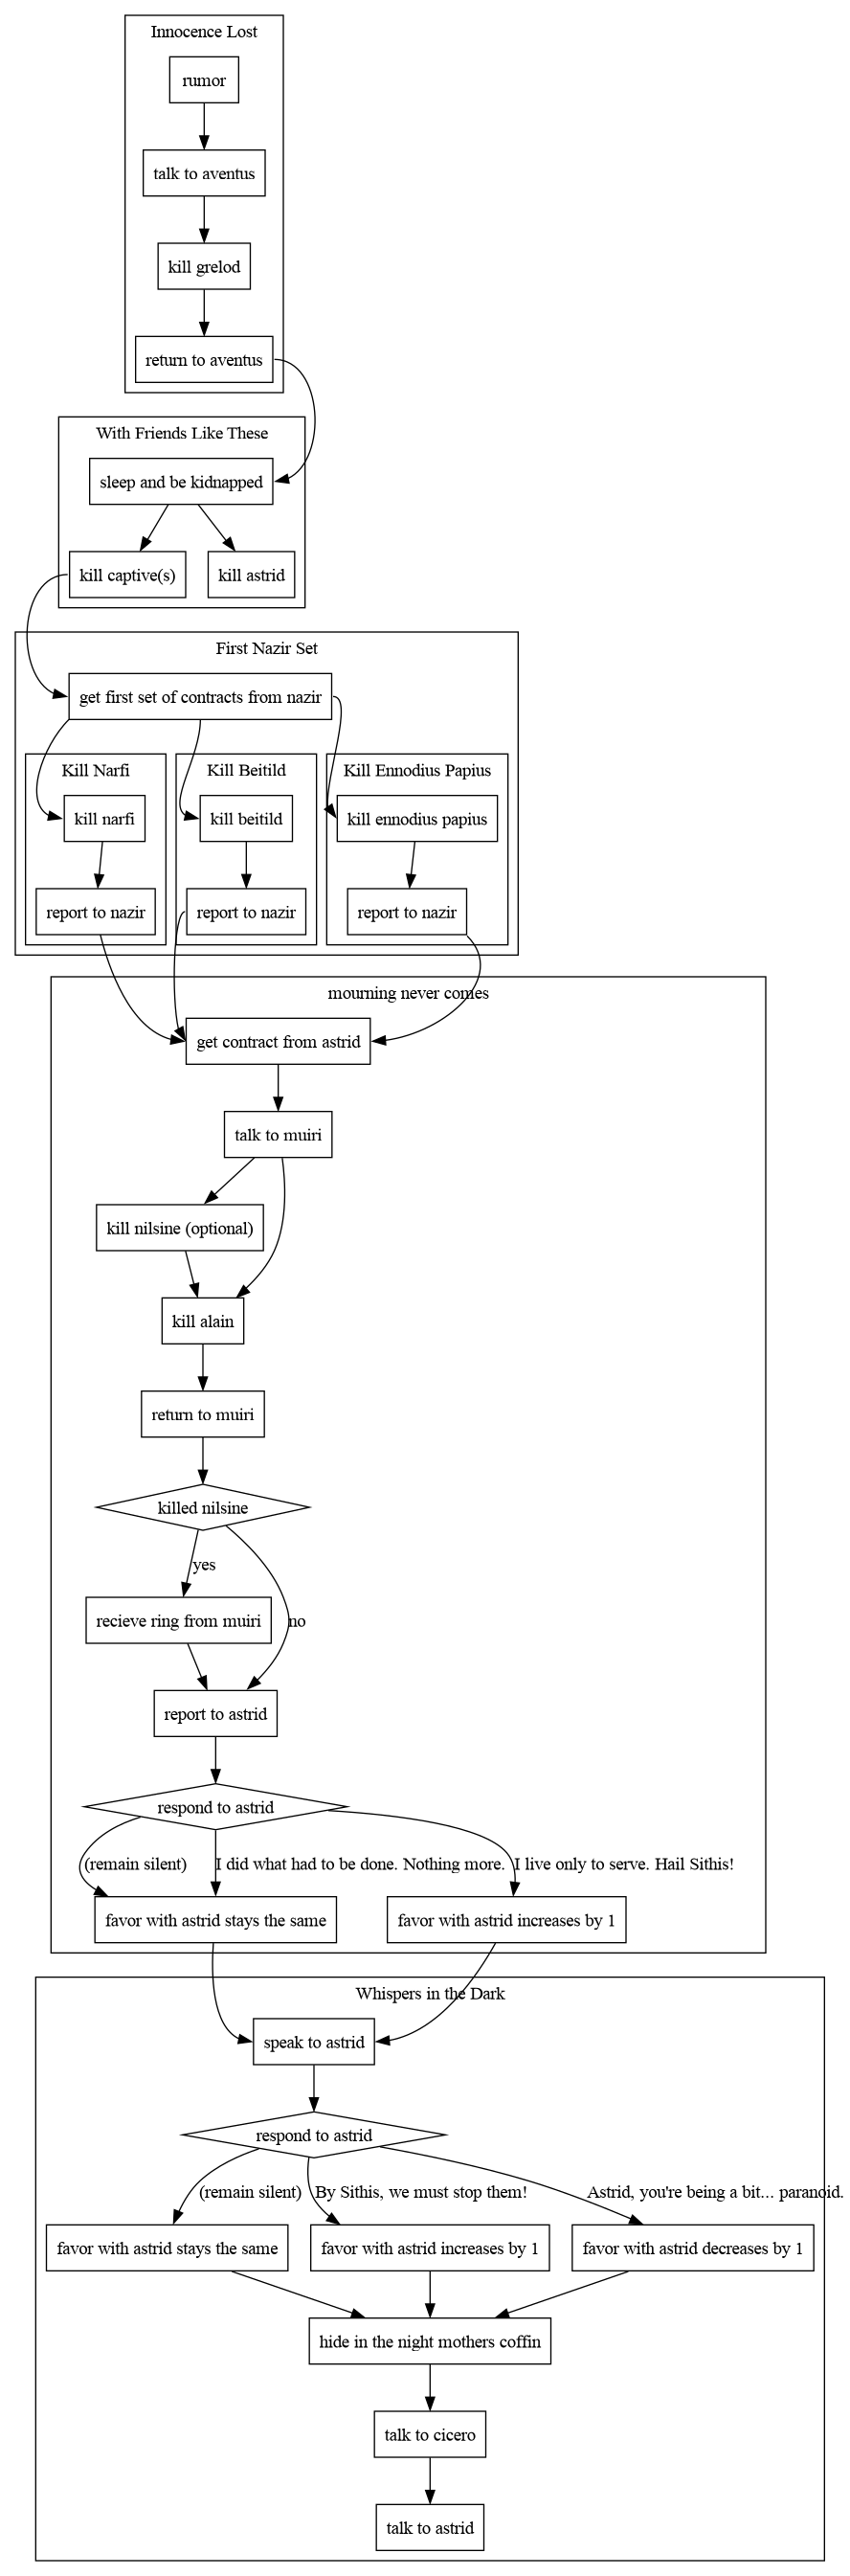 Innocence Lost
rumor
talk to aventus
kill grelod
return to aventus
With Friends Like These
sleep and be kidnapped
kill captive(s)
kill astrid
First Nazir Set
get first set of contracts from nazir
Kill Narfi
Kill Beitild
Kill Ennodius Papius
kill narfi
kill beitild
kill ennodius papius
report to nazir
report to nazir
report to nazir
mourning never comes
get contract from astrid
talk to muiri
kill nilsine (optional)
kill alain
return to muiri
killed nilsine
yes
recieve ring from muiri
no
report to astrid
respond to astrid
(remain silent)
I did what had to be done. Nothing more.
I live only to serve. Hail Sithis!
favor with astrid stays the same
favor with astrid increases by 1
Whispers in the Dark
speak to astrid
respond to astrid
(remain silent)
By Sithis, we must stop them!
Astrid, you're being a bit... paranoid.
favor with astrid stays the same
favor with astrid increases by 1
favor with astrid decreases by 1
hide in the night mothers coffin
talk to cicero
talk to astrid